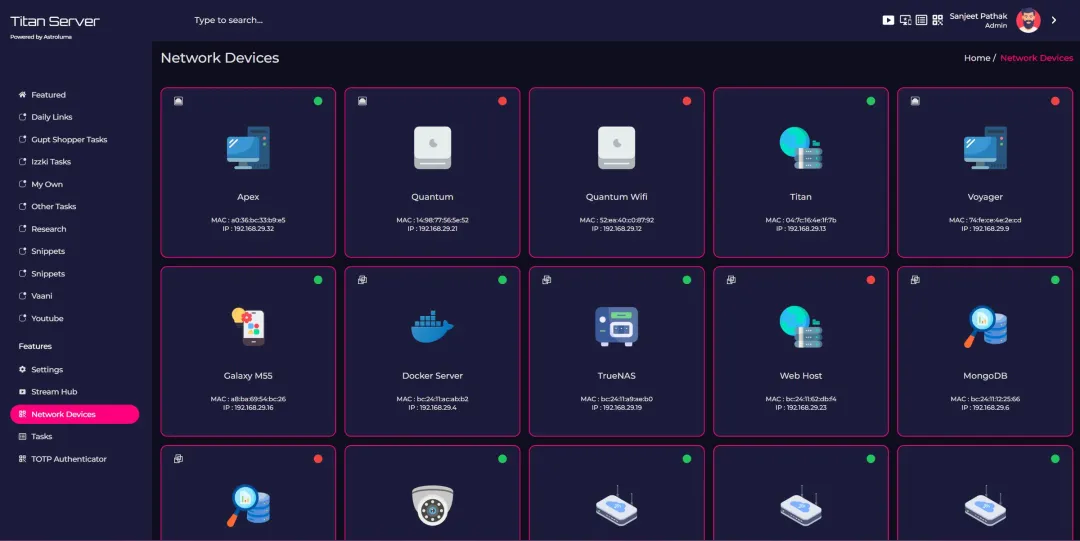 Titan Server
Powered by Astroluma
Type to search...
Sanjeet Pathak
Admin
Featured
Daily Links
Gupt Shopper Tasks
Izzki Tasks
My Own
Other Tasks
Research
Snippets
Snippets
Vaani
Youtube
Features
Settings
Stream Hub
Network Devices
Tasks
TOTP Authenticator
Network Devices
Home / Network Devices
Apex
MAC : a0:36:bc:33:b9:e5
IP : 192.168.29.32
Quantum
MAC : 14:98:77:56:5e:52
IP : 192.168.29.21
Quantum Wifi
MAC : 52:ea:40:c0:87:92
IP : 192.168.29.12
Titan
MAC : 04:7c:16:4e:1f:7b
IP : 192.168.29.13
Voyager
MAC : 74:fe:ce:4e:2e:cd
IP : 192.168.29.9
Galaxy M55
MAC : a8:ba:69:54:bc:26
IP : 192.168.29.16
Docker Server
MAC : bc:24:11:ac:ab:b2
IP : 192.168.29.4
TrueNAS
MAC : bc:24:11:a9:ae:b0
IP : 192.168.29.19
Web Host
MAC : bc:24:11:62:db:f4
IP : 192.168.29.23
MongoDB
MAC : bc:24:11:12:25:66
IP : 192.168.29.6